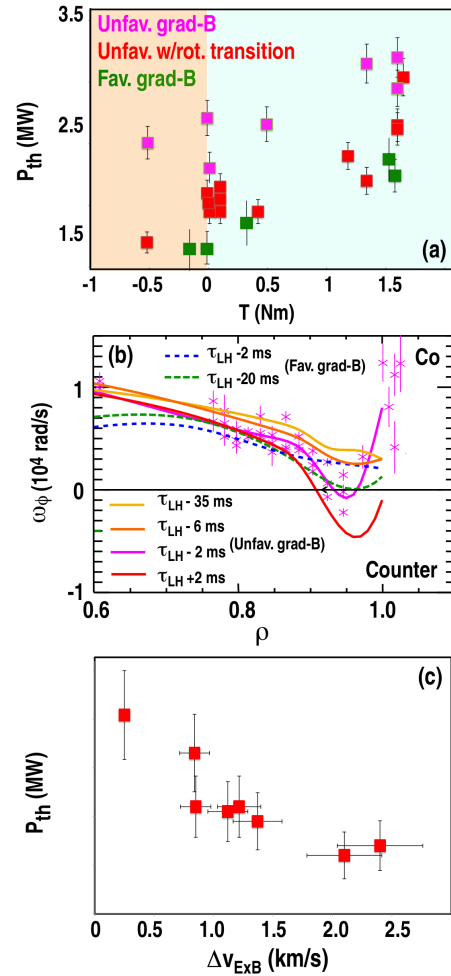 Unfav. grad-B
Unfav. w/rot. transition
Fav. grad-B
3.5
2.5
1.5
P_th (MW)
(a)
-1 -0.5 0 0.5 1 1.5 2
T (Nm)
(b)
Co
τ_LH -2 ms
τ_LH -20 ms
(Fav. grad-B)
1
0
-1
ω_ϕ (10⁴ rad/s)
τ_LH - 35 ms
τ_LH - 6 ms
τ_LH - 2 ms
(Unfav. grad-B)
τ_LH +2 ms
Counter
0.6 0.8 1.0
ρ
(c)
P_th (MW)
0 0.5 1.0 1.5 2.0 2.5
Δv_ExB (km/s)